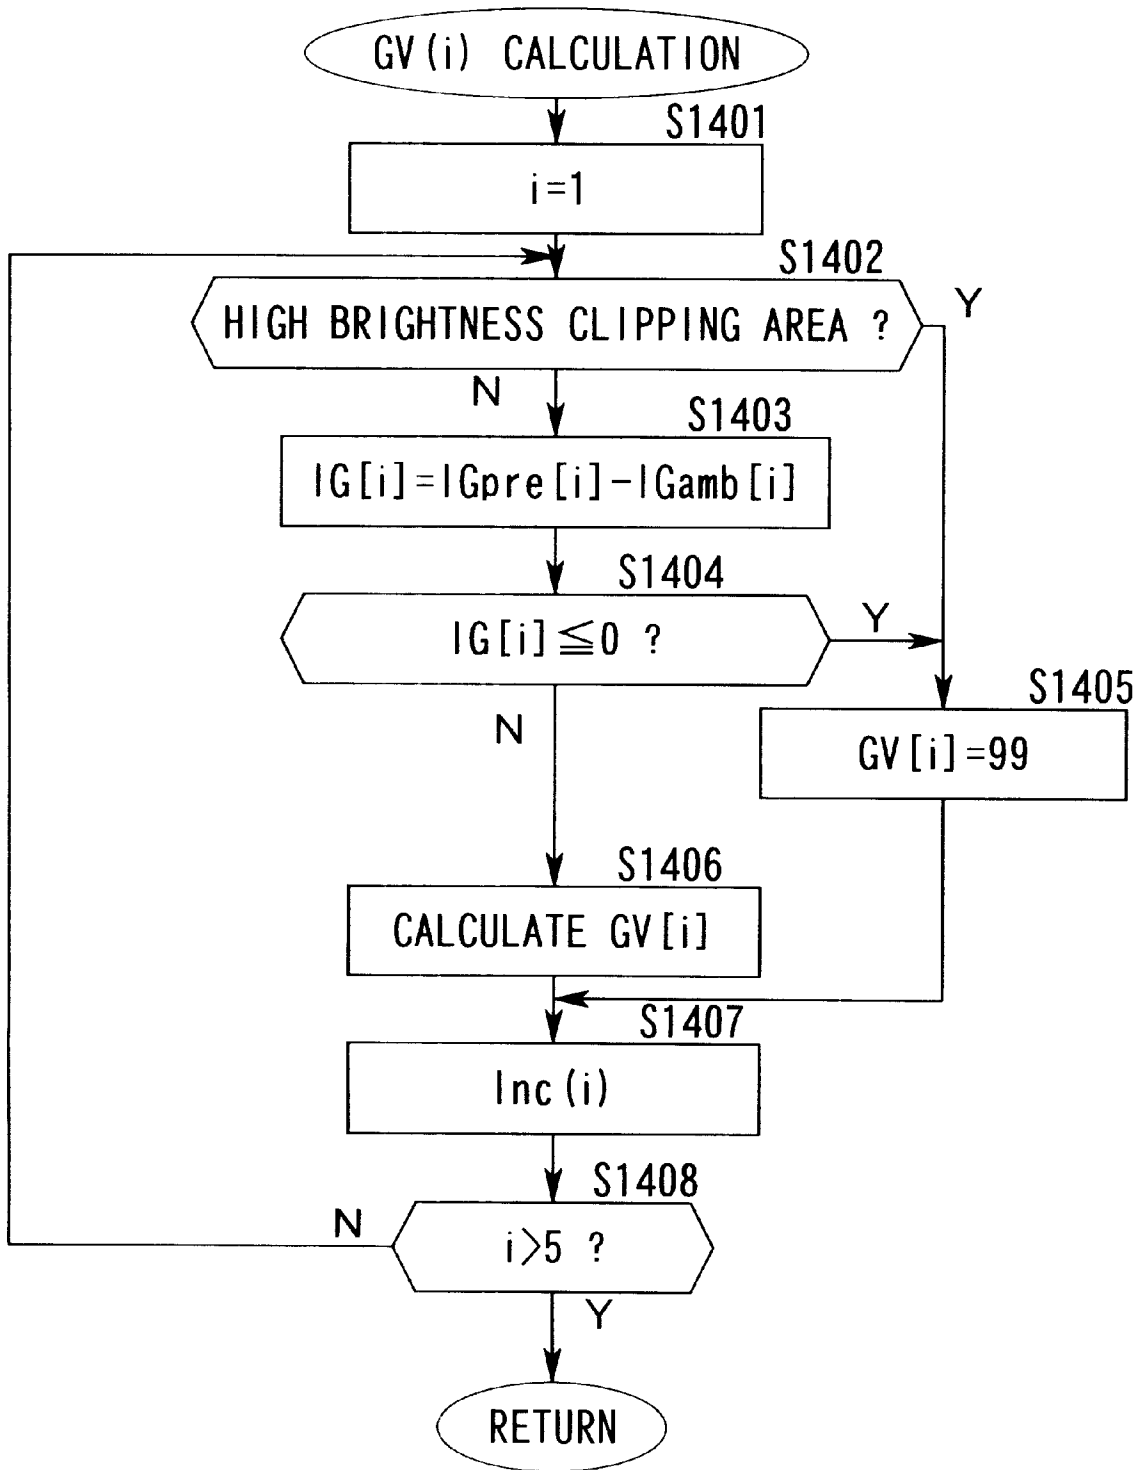 GV(i) CALCULATION
S1401
i=1
S1402
HIGH BRIGHTNESS CLIPPING AREA ?
Y
N
S1403
IG[i]=IGpre[i]-IGamb[i]
S1404
IG[i]≦0 ?
Y
N
S1405
GV[i]=99
S1406
CALCULATE GV[i]
S1407
Inc(i)
S1408
N
i>5 ?
Y
RETURN